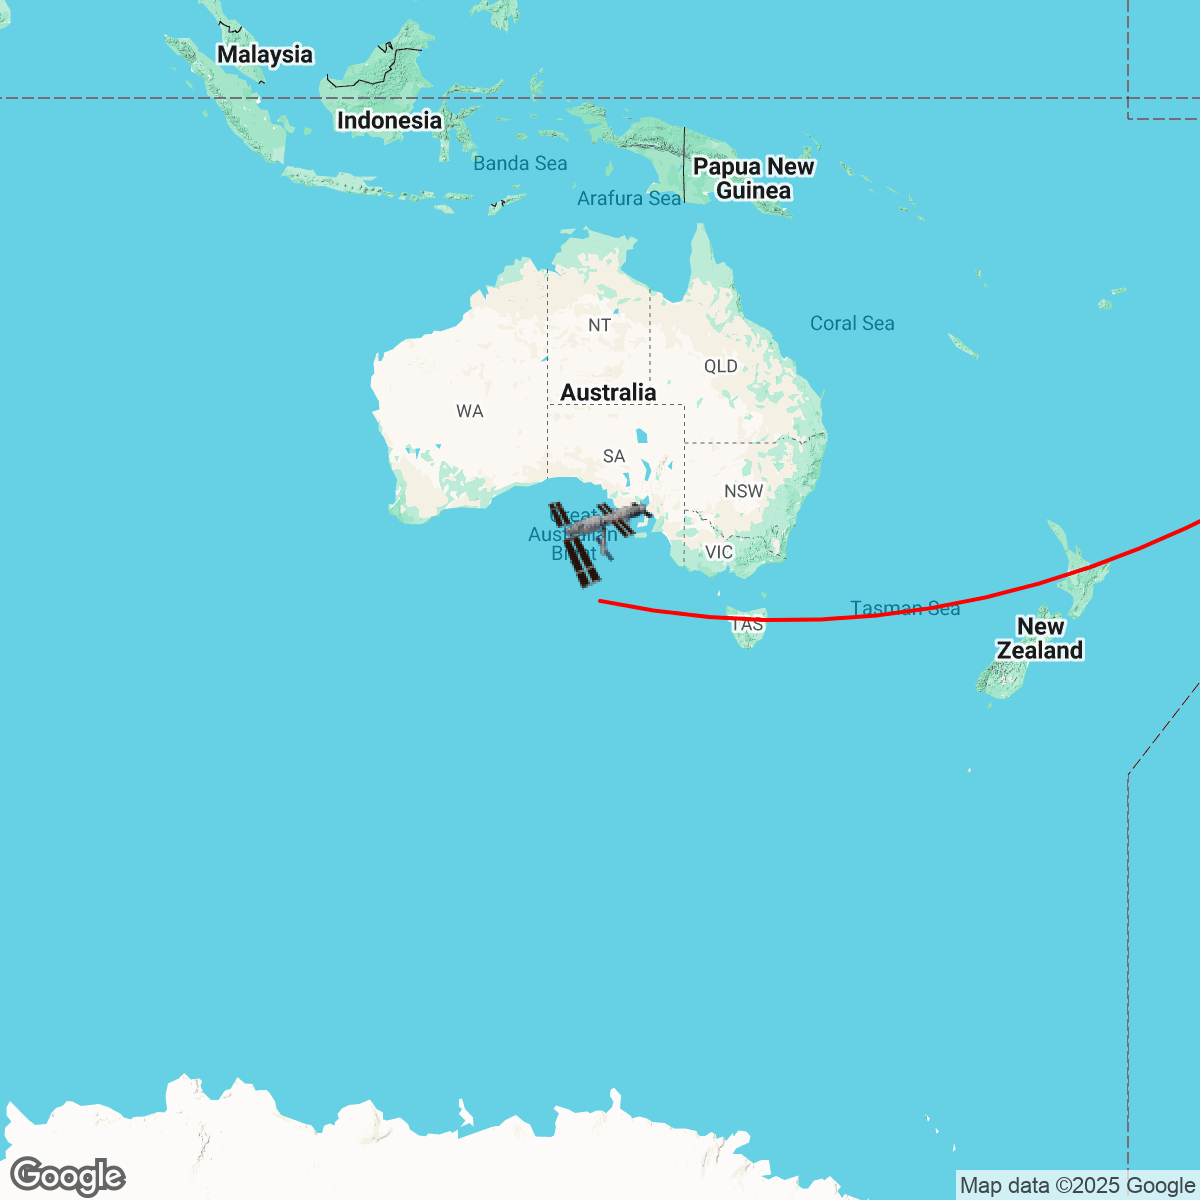 Malaysia
Indonesia
Banda Sea
Papua New
Guinea
Arafura Sea
NT
Coral Sea
QLD
Australia
WA
SA
NSW
Great
Australian
Bight
VIC
Tasman Sea
TAS
New
Zealand
Google
Map data ©2025 Google